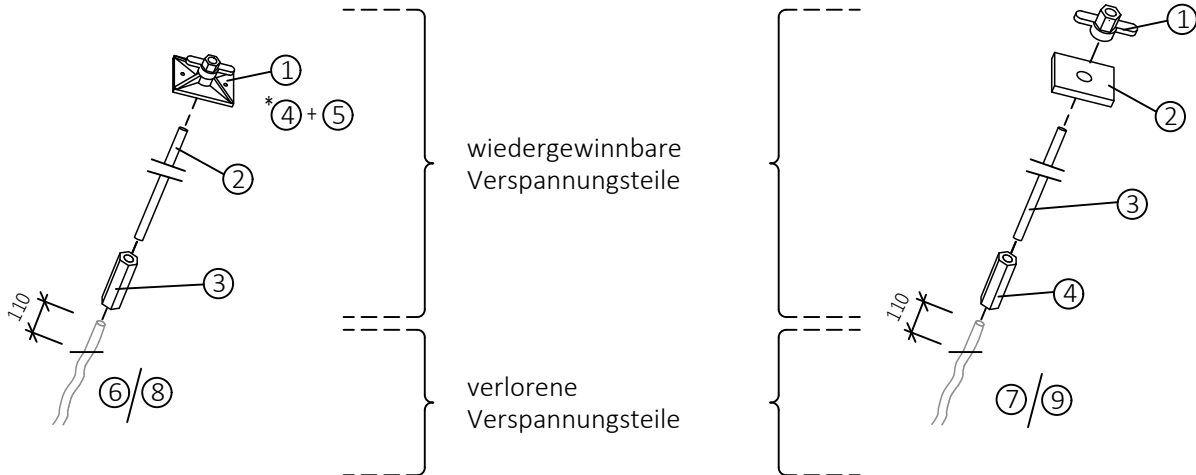 ①
*④ + ⑤
②
③
110
⑥/⑧
wiedergewinnbare
Verspannungsteile
verlorene
Verspannungsteile
①
②
③
④
110
⑦/⑨